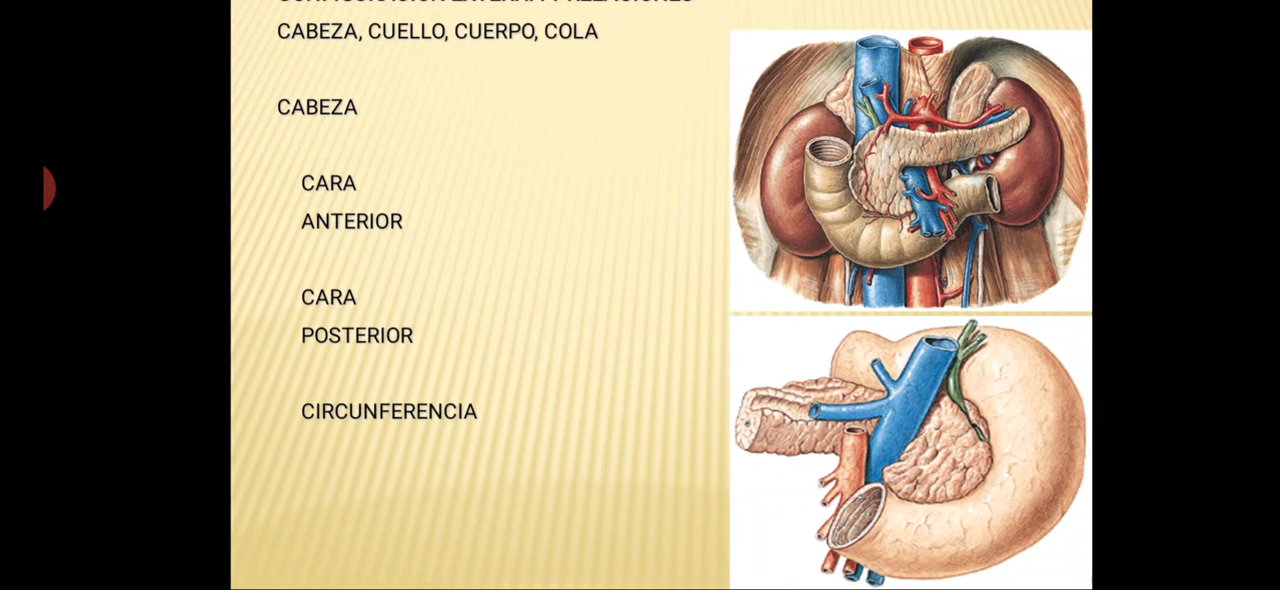 CABEZA, CUELLO, CUERPO, COLA
CABEZA
CARA
ANTERIOR
CARA
POSTERIOR
CIRCUNFERENCIA